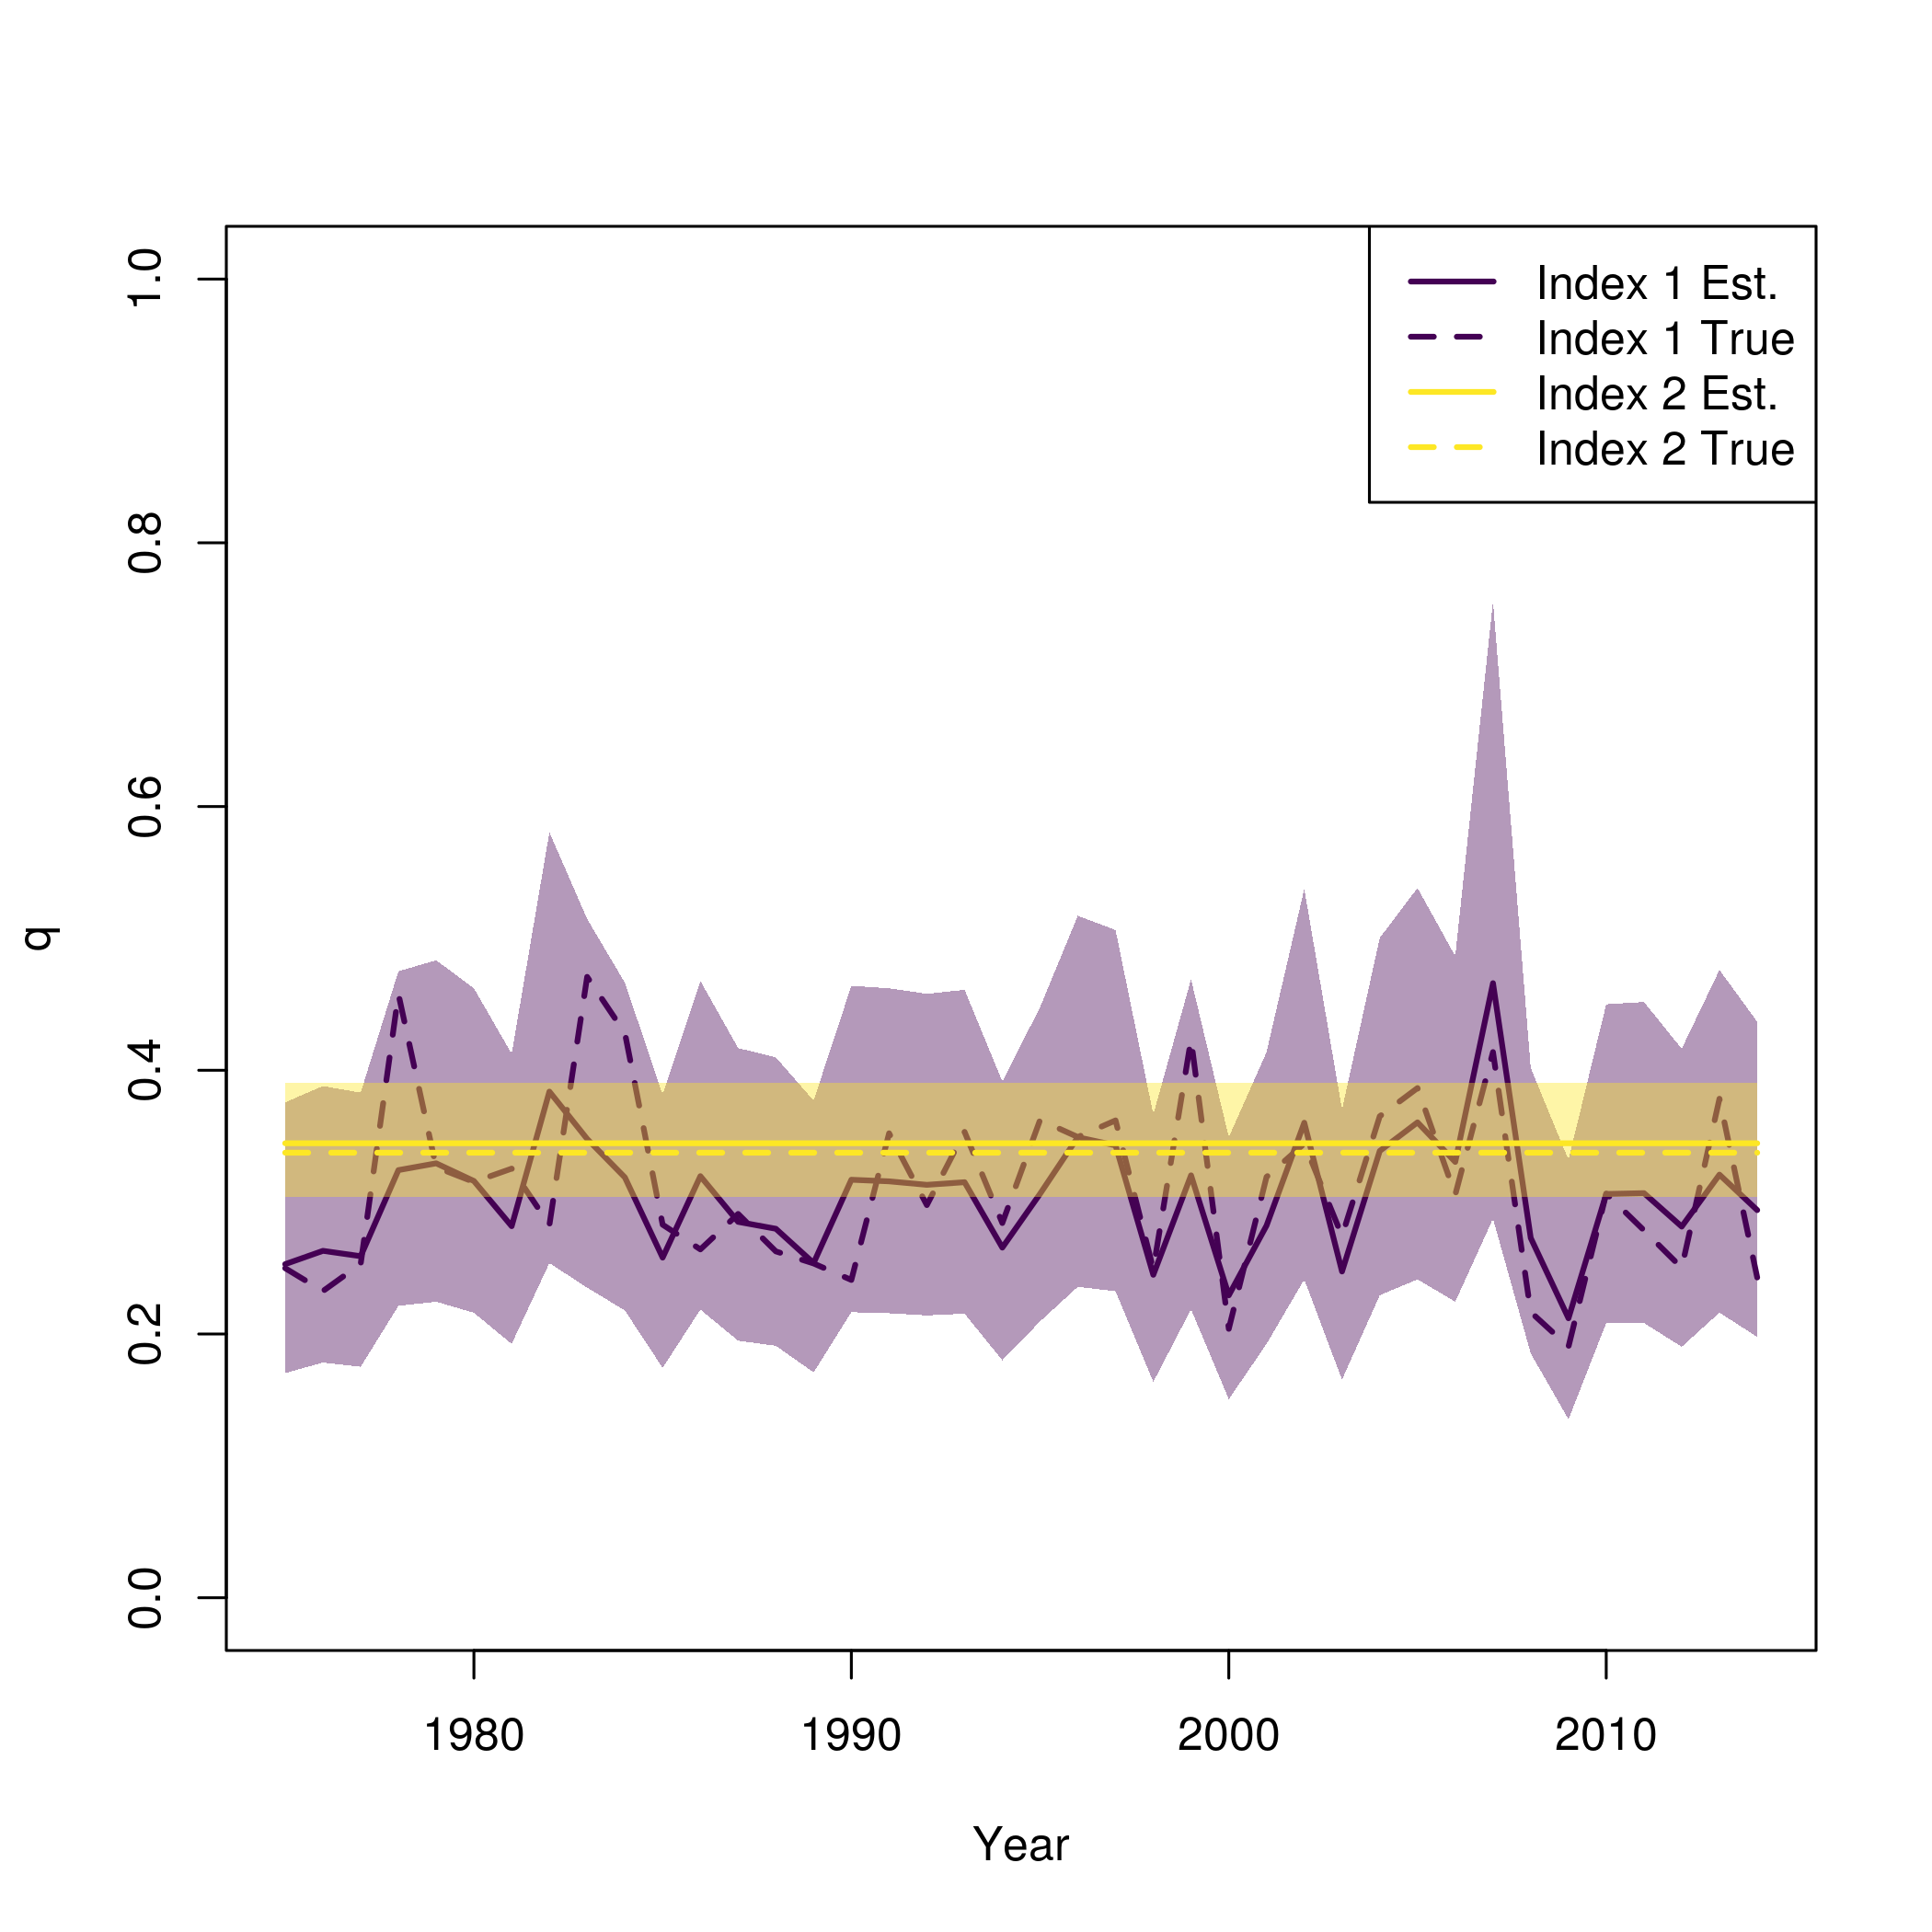 Index 1 Est.
Index 1 True
Index 2 Est.
Index 2 True
1.0
0.8
0.6
0.4
0.2
0.0
q
1980 1990 2000 2010
Year